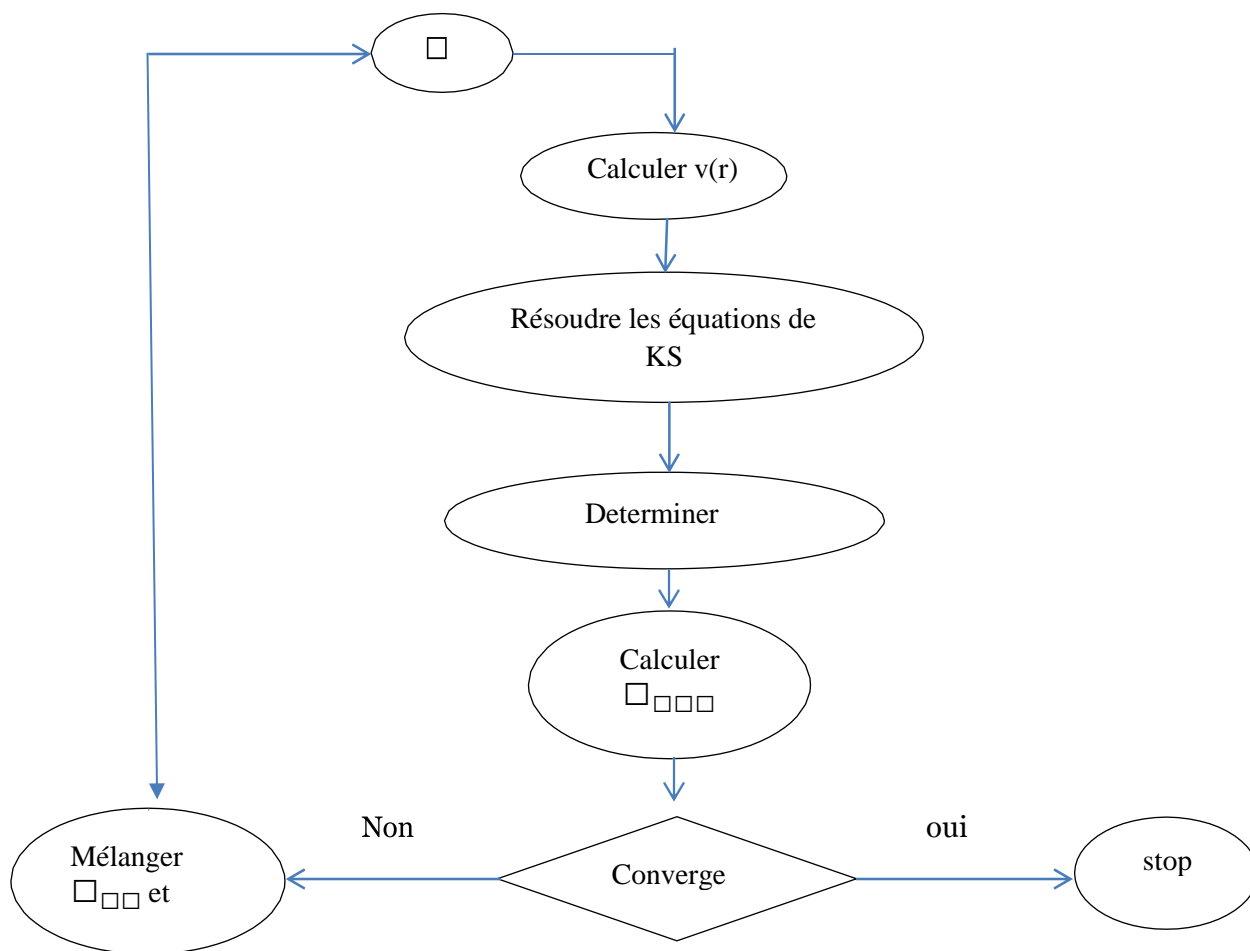 □
Calculer v(r)
Résoudre les équations de
KS
Determiner
Calculer
□□□□
Non
oui
Mélanger
□□□ et
Converge
stop